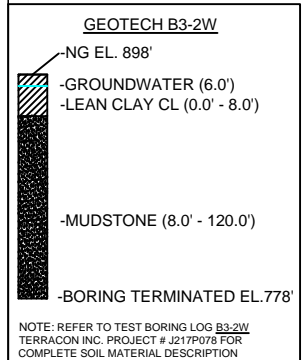 GEOTECH B3-2W
-NG EL. 898'
-GROUNDWATER (6.0')
-LEAN CLAY CL (0.0' - 8.0')
-MUDSTONE (8.0' - 120.0')
-BORING TERMINATED EL.778'
NOTE: REFER TO TEST BORING LOG B3-2W
TERRACON INC. PROJECT # J217P078 FOR
COMPLETE SOIL MATERIAL DESCRIPTION